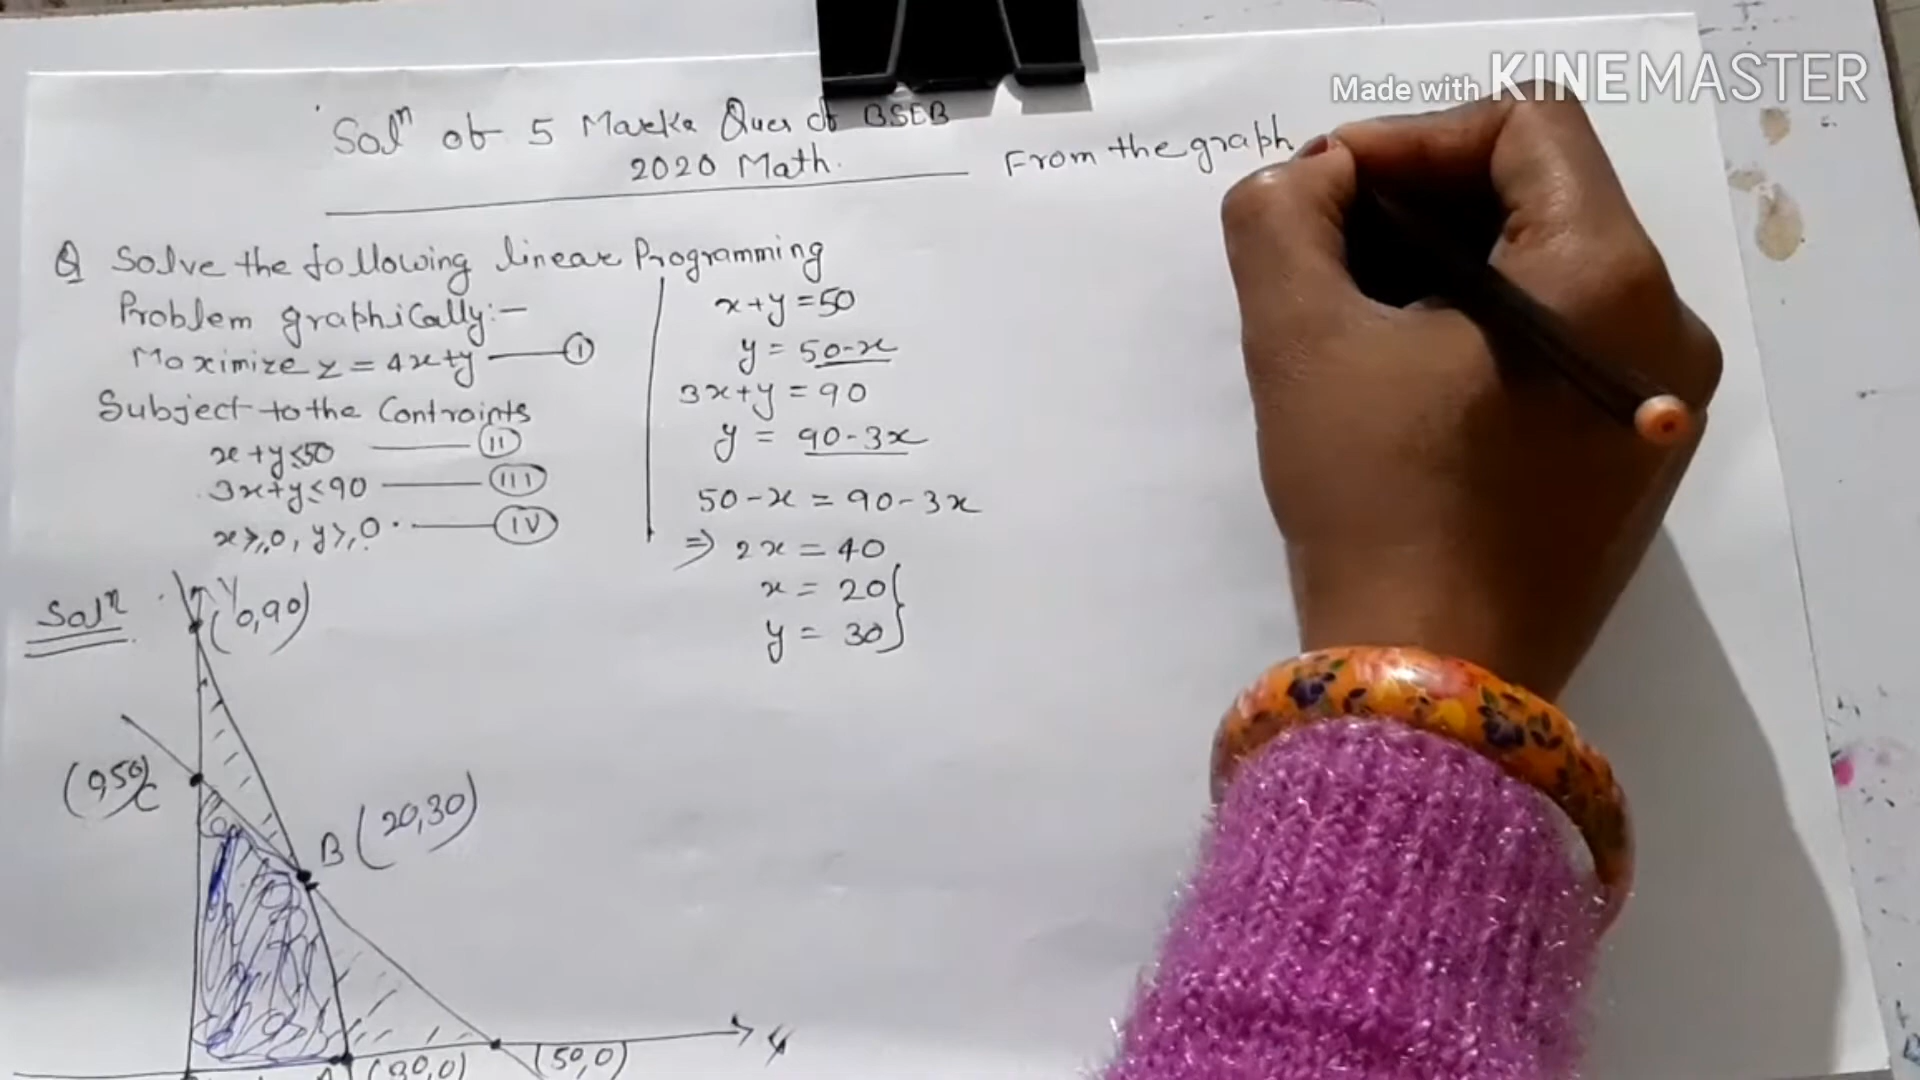 Made with KINEMASTER
Solⁿ of 5 Marks Ques of BSEB
2020 Math.
From the graph
Q Solve the following linear Programming
Problem graphically:-
Maximize z = 4x+y — I
Subject to the Contraints
x+y≤50 — II
3x+y≤90 — III
x≥0, y≥0. — IV
x+y=50
y = 50-x
3x+y = 90
y = 90-3x
50-x = 90-3x
⇒ 2x = 40
x = 20
y = 30
Solⁿ
Y
(0,90)
(0,50) C
B (20,30)
A (30,0)
(50,0)